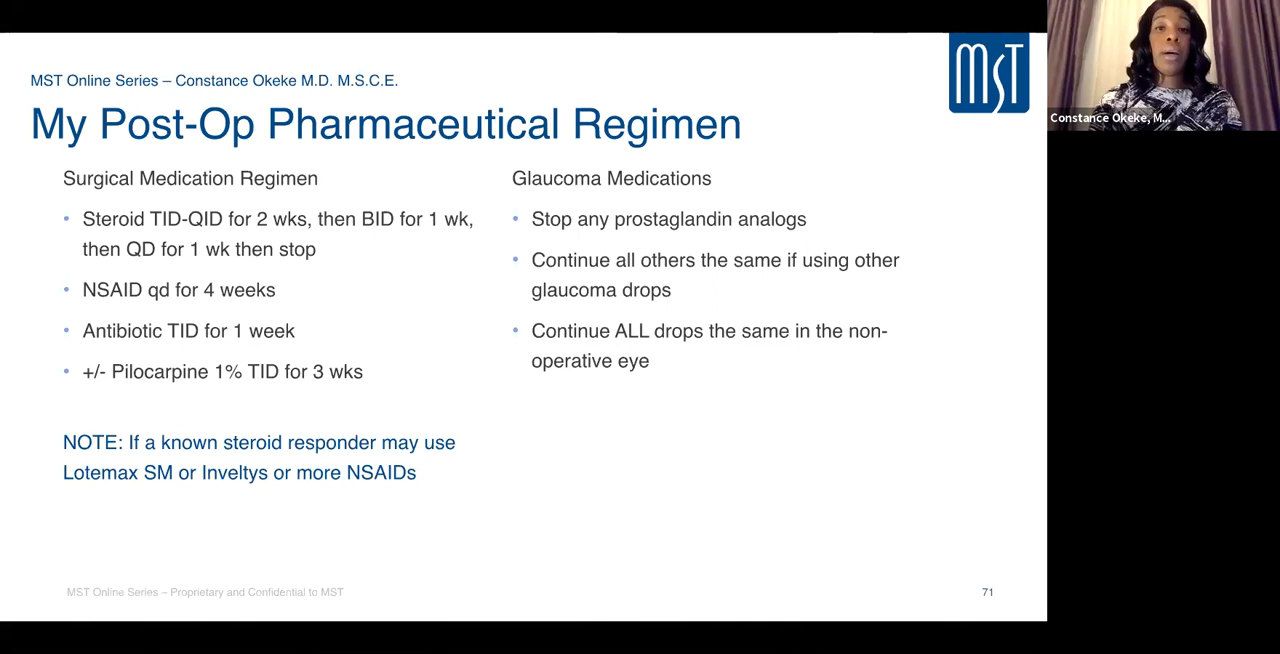 MST Online Series – Constance Okeke M.D. M.S.C.E.
MST
My Post-Op Pharmaceutical Regimen
Surgical Medication Regimen
• Steroid TID-QID for 2 wks, then BID for 1 wk,
then QD for 1 wk then stop
• NSAID qd for 4 weeks
• Antibiotic TID for 1 week
• +/- Pilocarpine 1% TID for 3 wks
NOTE: If a known steroid responder may use
Lotemax SM or Inveltys or more NSAIDs
Glaucoma Medications
• Stop any prostaglandin analogs
• Continue all others the same if using other
glaucoma drops
• Continue ALL drops the same in the non-
operative eye
MST Online Series – Proprietary and Confidential to MST
71
Constance Okeke, M...